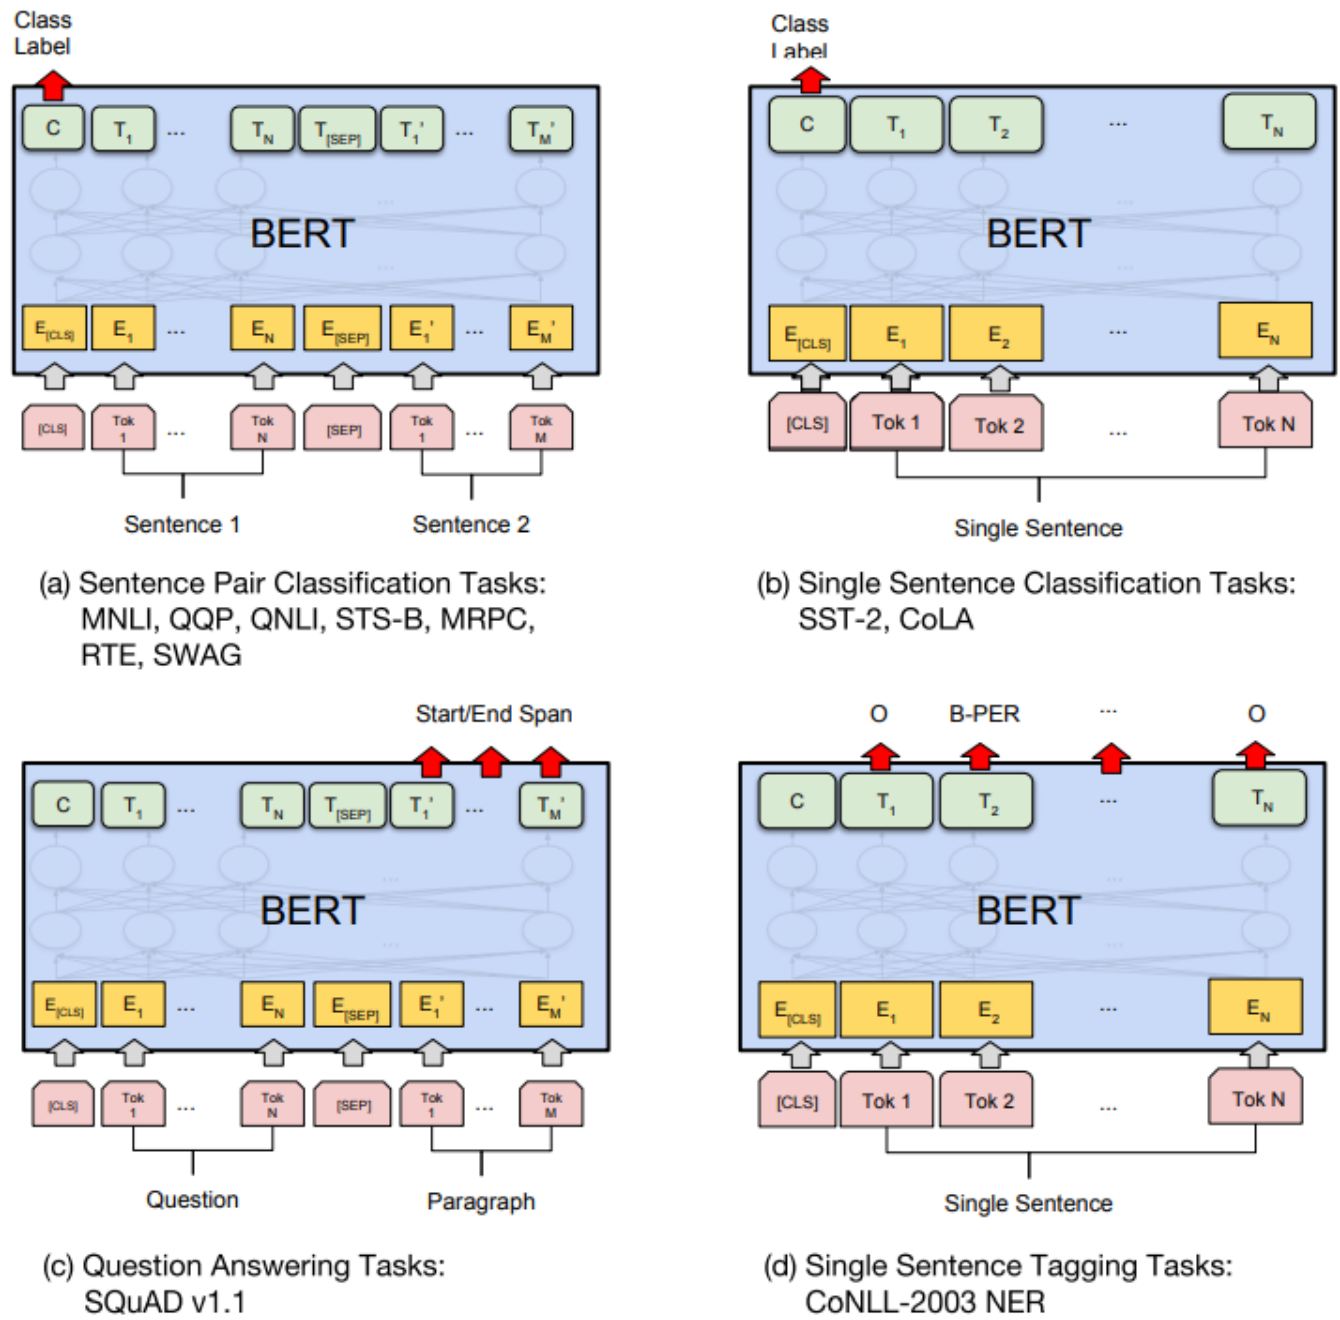 Class
Label
C T1 ... TN T[SEP] T1' ... TM'
...
BERT
...
E[CLS] E1 ... EN E[SEP] E1' ... EM'
[CLS] Tok 1 ... Tok N [SEP] Tok 1 ... Tok M
Sentence 1 Sentence 2
(a) Sentence Pair Classification Tasks:
MNLI, QQP, QNLI, STS-B, MRPC,
RTE, SWAG
Class
Label
C T1 T2 ... TN
...
BERT
...
E[CLS] E1 E2 ... EN
[CLS] Tok 1 Tok 2 ... Tok N
Single Sentence
(b) Single Sentence Classification Tasks:
SST-2, CoLA
Start/End Span
C T1 ... TN T[SEP] T1' ... TM'
...
BERT
...
E[CLS] E1 ... EN E[SEP] E1' ... EM'
[CLS] Tok 1 ... Tok N [SEP] Tok 1 ... Tok M
Question Paragraph
(c) Question Answering Tasks:
SQuAD v1.1
O B-PER ... O
C T1 T2 ... TN
...
BERT
...
E[CLS] E1 E2 ... EN
[CLS] Tok 1 Tok 2 ... Tok N
Single Sentence
(d) Single Sentence Tagging Tasks:
CoNLL-2003 NER